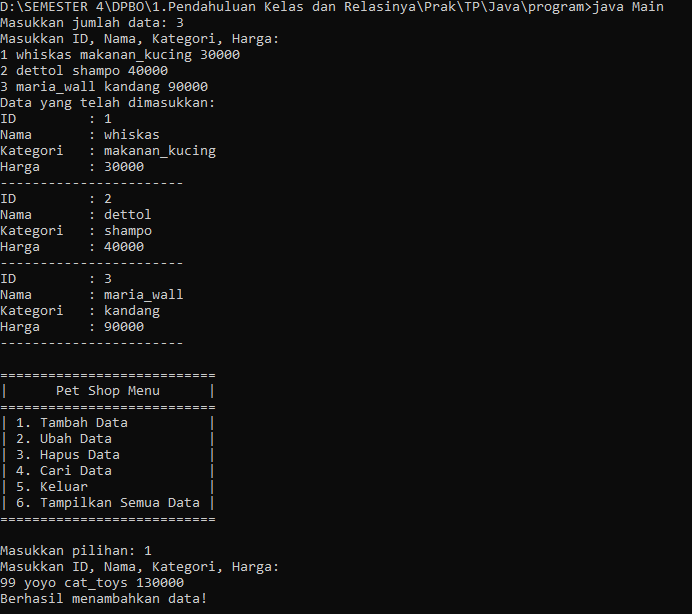 D:\SEMESTER 4\DPBO\1.Pendahuluan Kelas dan Relasinya\Prak\TP\Java\program>java Main
Masukkan jumlah data: 3
Masukkan ID, Nama, Kategori, Harga:
1 whiskas makanan_kucing 30000
2 dettol shampo 40000
3 maria_wall kandang 90000
Data yang telah dimasukkan:
ID         : 1
Nama       : whiskas
Kategori   : makanan_kucing
Harga      : 30000
-----------------------
ID         : 2
Nama       : dettol
Kategori   : shampo
Harga      : 40000
-----------------------
ID         : 3
Nama       : maria_wall
Kategori   : kandang
Harga      : 90000
-----------------------

===========================
|      Pet Shop Menu      |
===========================
| 1. Tambah Data          |
| 2. Ubah Data            |
| 3. Hapus Data           |
| 4. Cari Data            |
| 5. Keluar               |
| 6. Tampilkan Semua Data |
===========================

Masukkan pilihan: 1
Masukkan ID, Nama, Kategori, Harga:
99 yoyo cat_toys 130000
Berhasil menambahkan data!